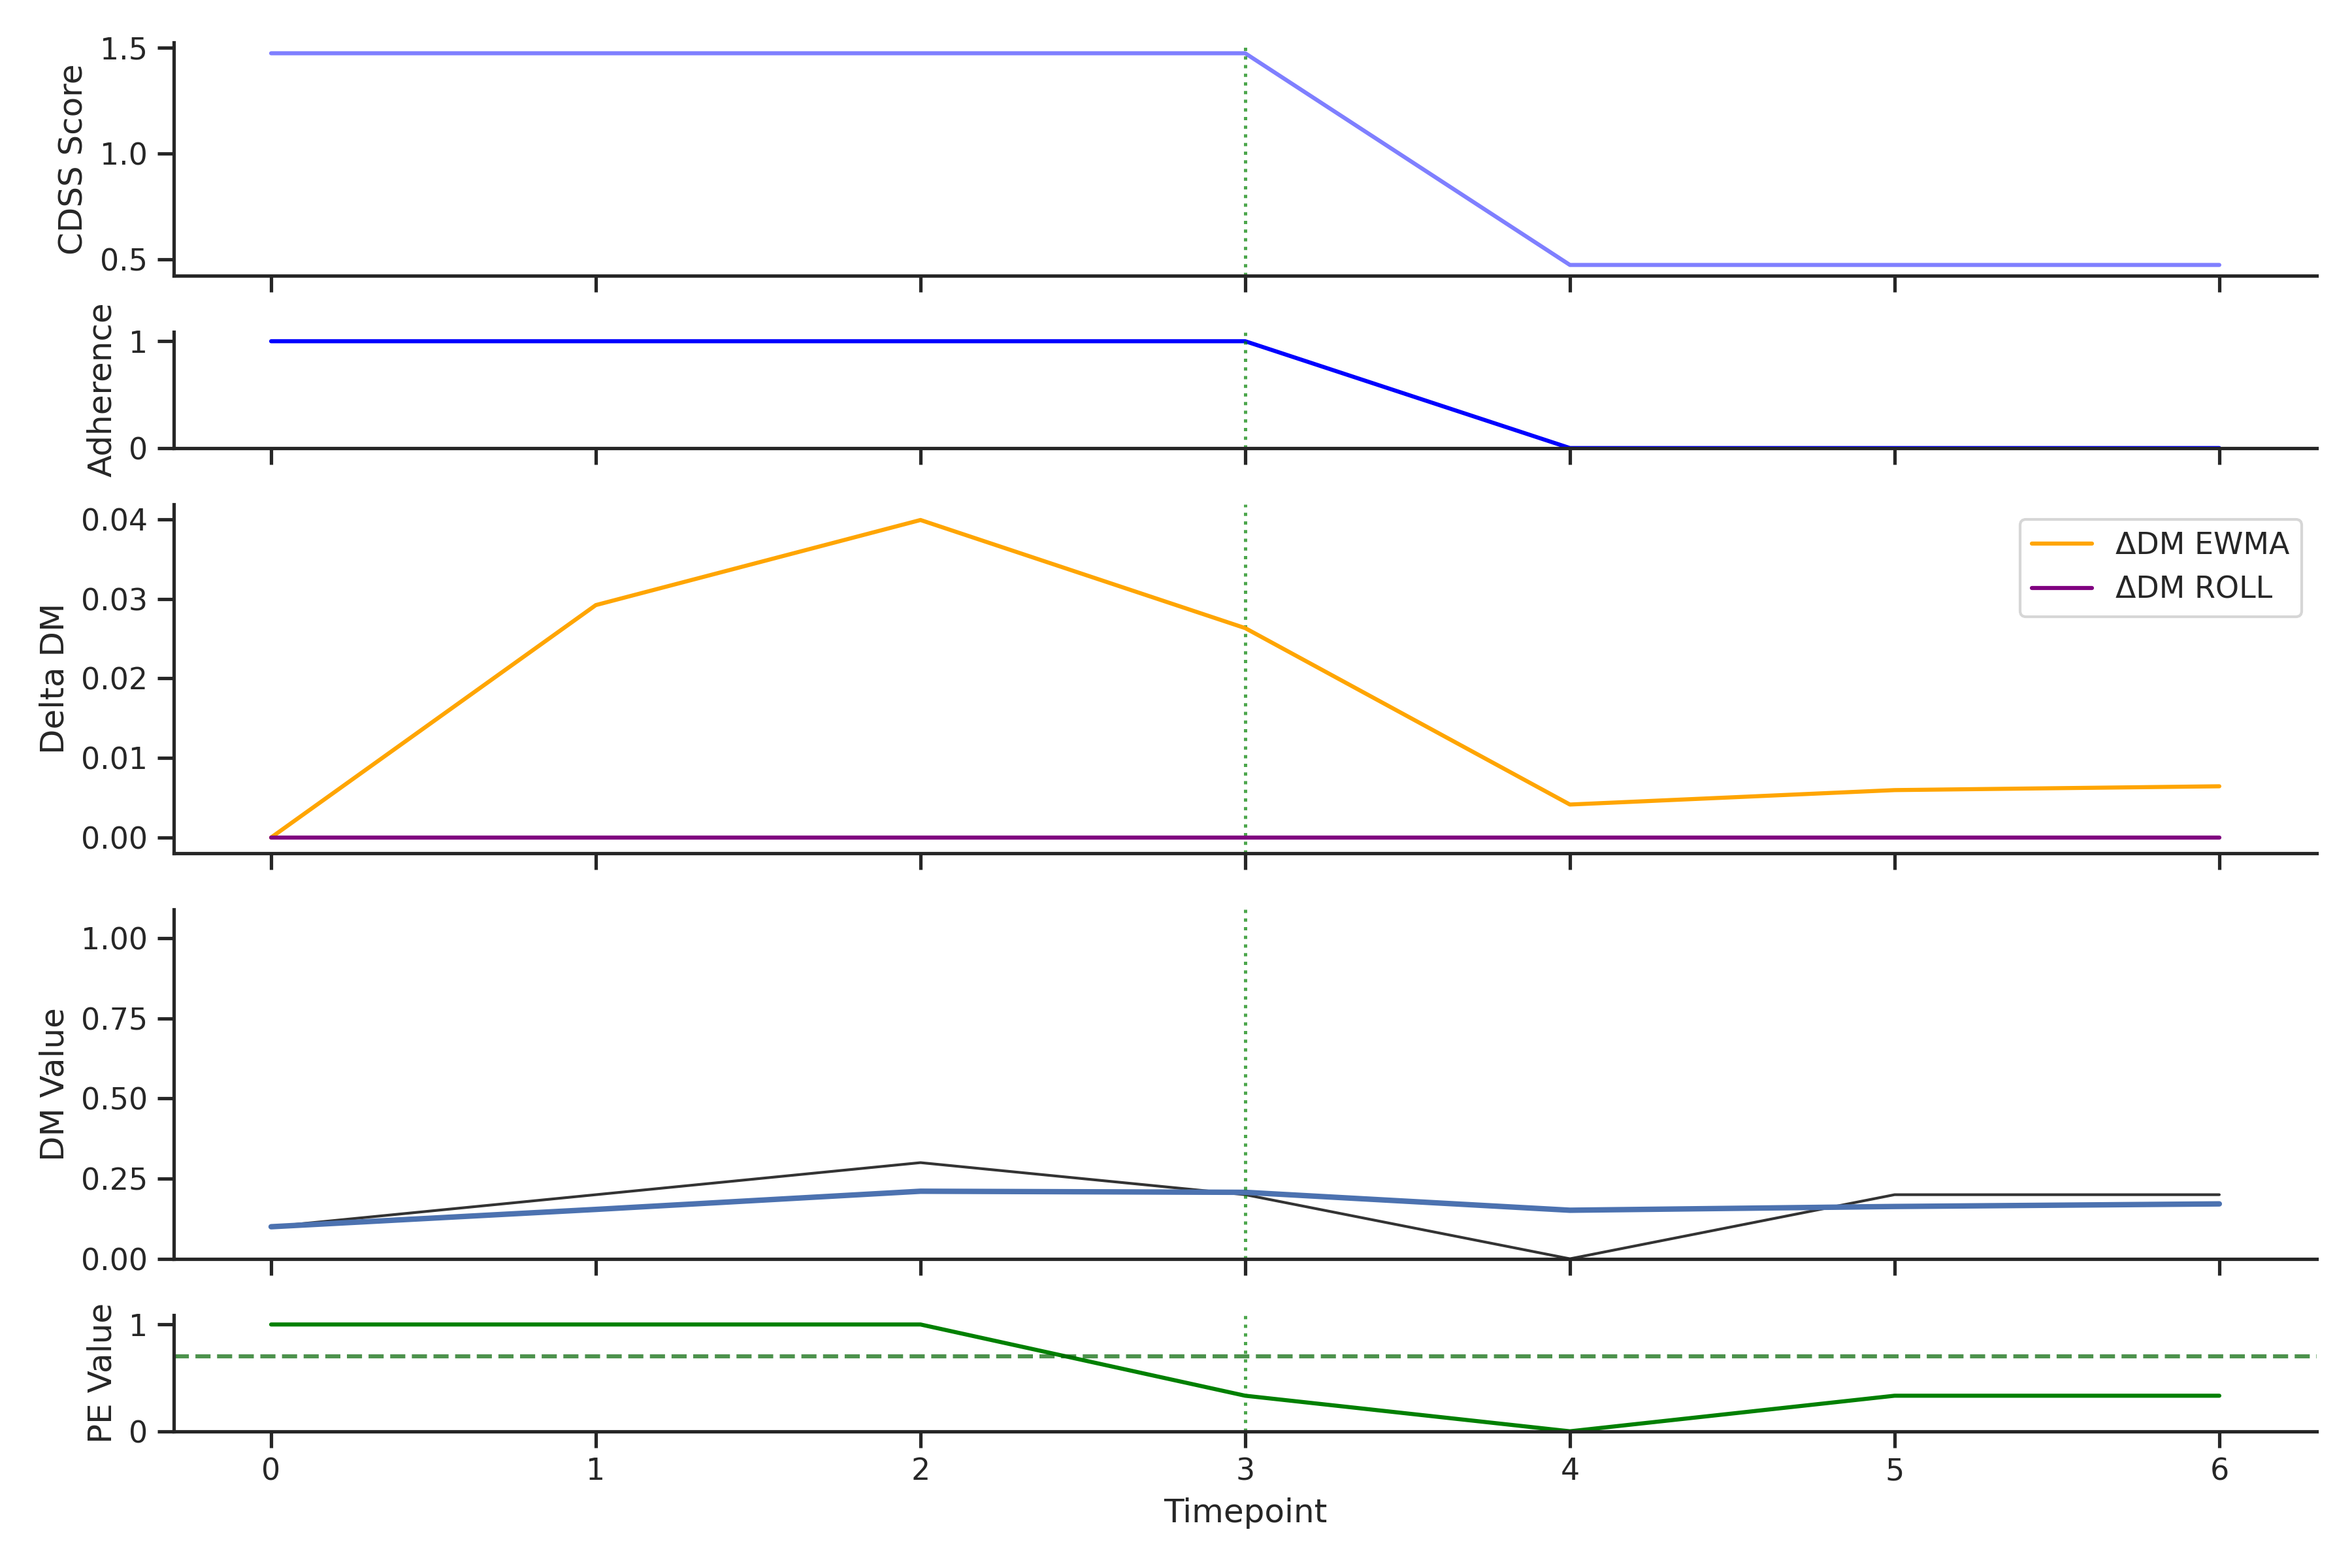 CDSS Score
1.5
1.0
0.5
Adherence
1
0
Delta DM
0.04
0.03
0.02
0.01
0.00
ΔDM EWMA
ΔDM ROLL
DM Value
1.00
0.75
0.50
0.25
0.00
PE Value
1
0
0 1 2 3 4 5 6
Timepoint